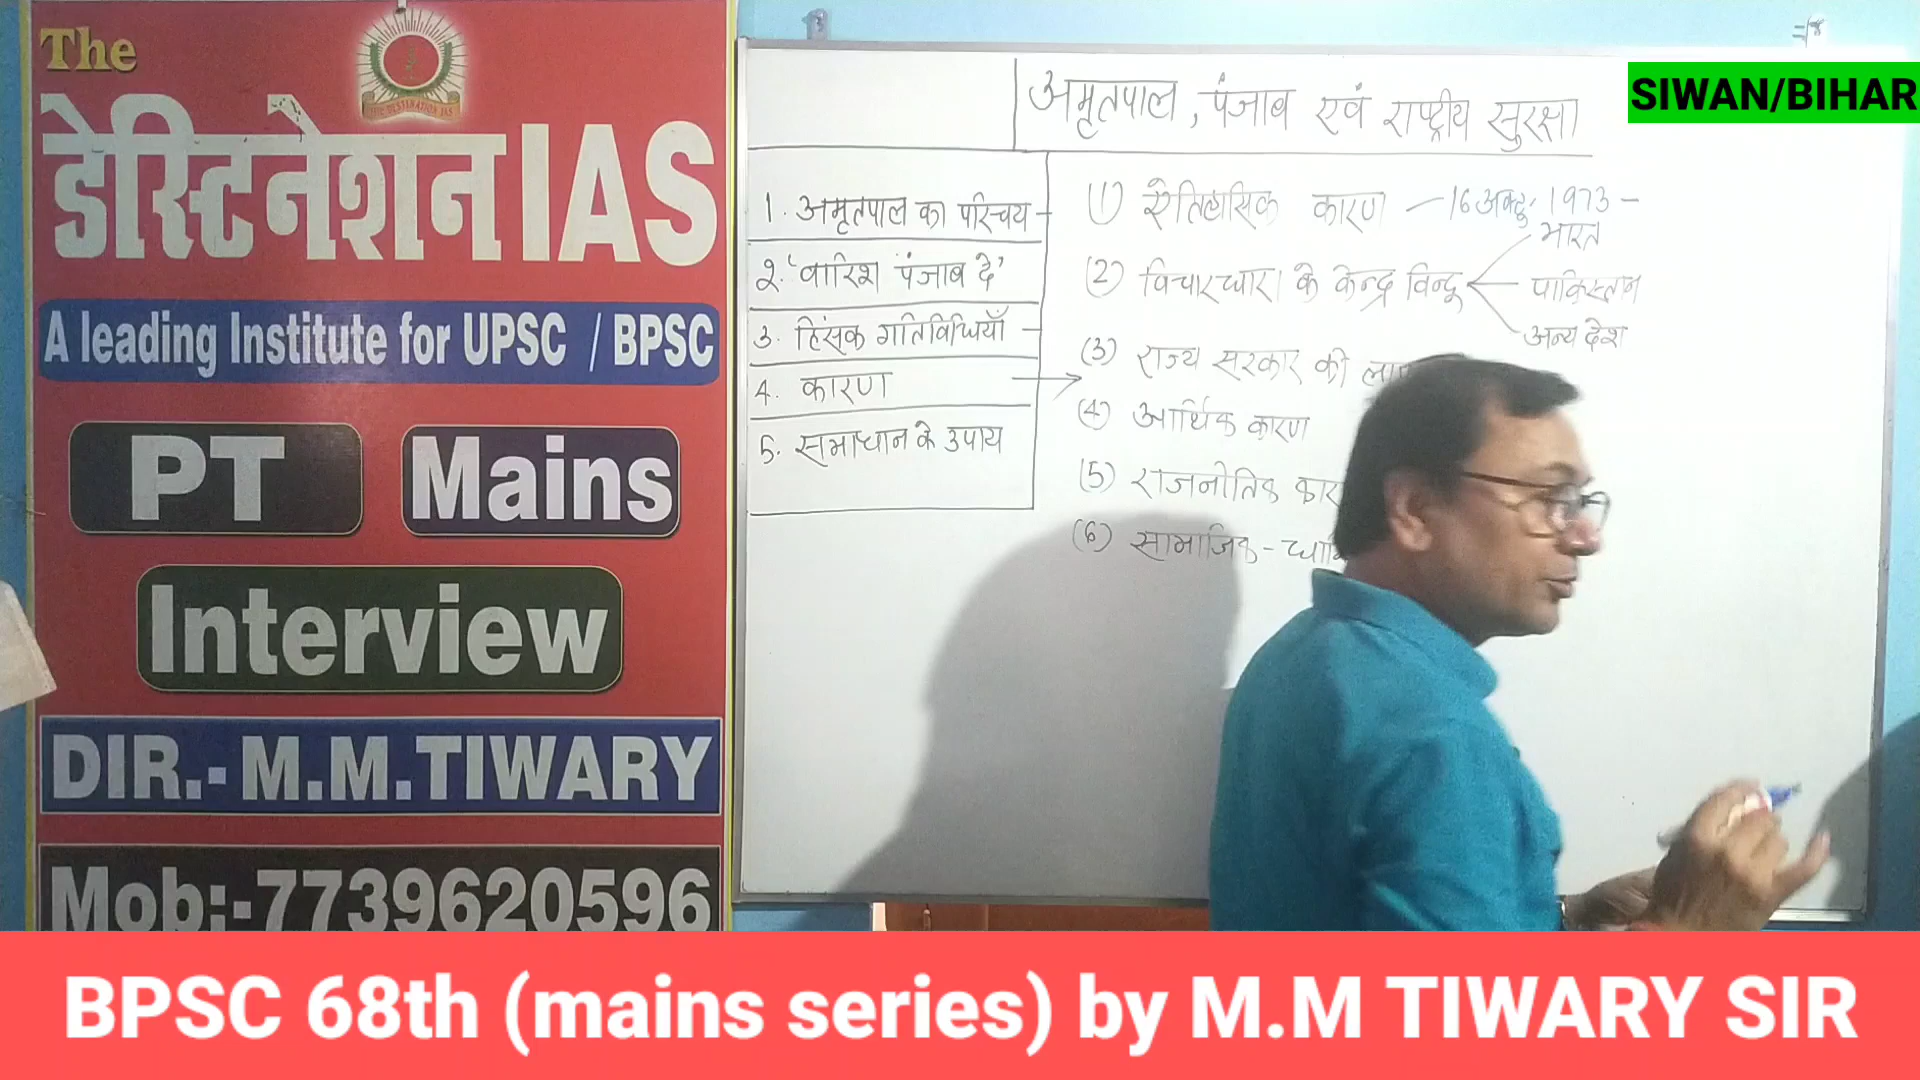 The
डेस्टिनेशन IAS
A leading Institute for UPSC / BPSC
PT Mains
Interview
DIR.- M.M.TIWARY
Mob:-7739620596
अमृतपाल, पंजाब एवं राष्ट्रीय सुरक्षा
SIWAN/BIHAR
1. अमृतपाल का परिचय
२. 'वारिश पंजाब दे'
3. हिंसक गतिविधियाँ
4. कारण
5. समाधान के उपाय
(1) ऐतिहासिक कारण – 16 अक्टू. 1973 –
(2) विचारधारा के केन्द्र विन्दू
भारत
पाकिस्तान
अन्य देश
(3) राज्य सरकार की
(4) आर्थिक कारण
(5) राजनीतिक
(6) सामाजिक -
BPSC 68th (mains series) by M.M TIWARY SIR